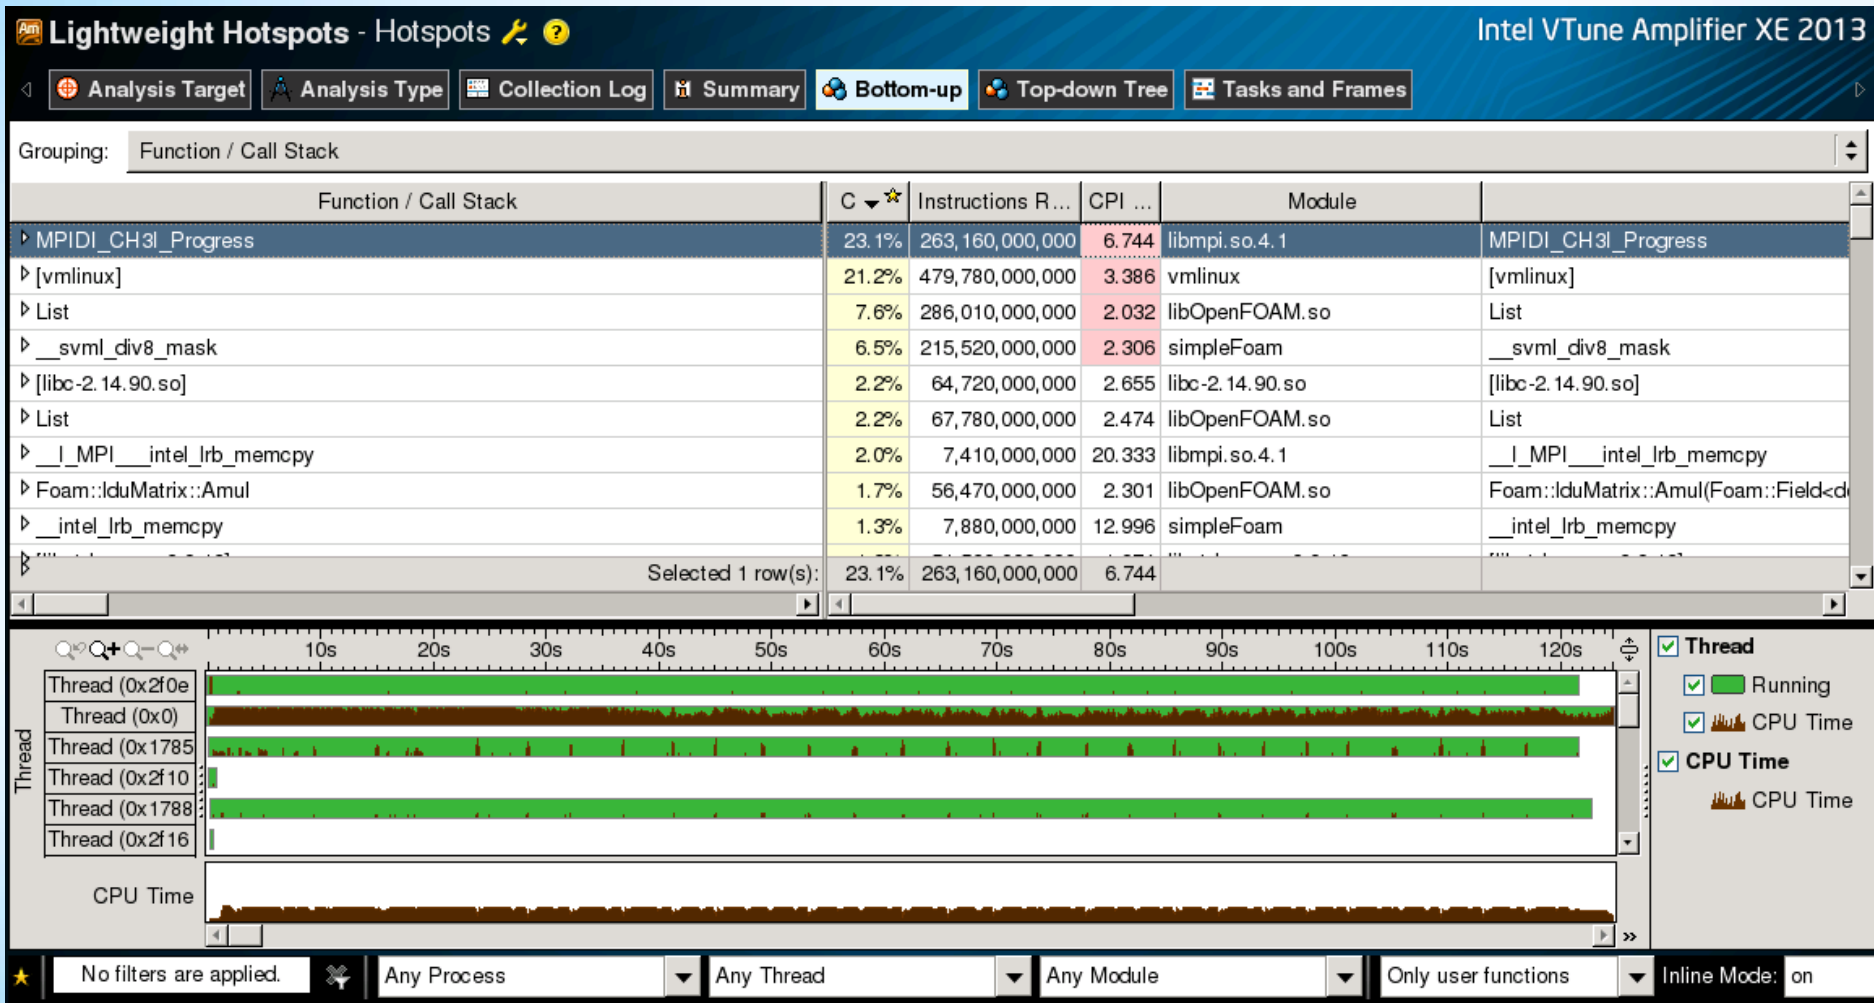 Lightweight Hotspots - Hotspots ? Intel VTune Amplifier XE 2013
Analysis Target Analysis Type Collection Log Summary Bottom-up Top-down Tree Tasks and Frames
Grouping: Function / Call Stack
Function / Call Stack C Instructions R... CPI ... Module
MPIDI_CH3I_Progress 23.1% 263,160,000,000 6.744 libmpi.so.4.1 MPIDI_CH3I_Progress
[vmlinux] 21.2% 479,780,000,000 3.386 vmlinux [vmlinux]
List 7.6% 286,010,000,000 2.032 libOpenFOAM.so List
__svml_div8_mask 6.5% 215,520,000,000 2.306 simpleFoam __svml_div8_mask
[libc-2.14.90.so] 2.2% 64,720,000,000 2.655 libc-2.14.90.so [libc-2.14.90.so]
List 2.2% 67,780,000,000 2.474 libOpenFOAM.so List
__I_MPI___intel_lrb_memcpy 2.0% 7,410,000,000 20.333 libmpi.so.4.1 __I_MPI___intel_lrb_memcpy
Foam::lduMatrix::Amul 1.7% 56,470,000,000 2.301 libOpenFOAM.so Foam::lduMatrix::Amul(Foam::Field<d
__intel_lrb_memcpy 1.3% 7,880,000,000 12.996 simpleFoam __intel_lrb_memcpy
Selected 1 row(s): 23.1% 263,160,000,000 6.744
10s 20s 30s 40s 50s 60s 70s 80s 90s 100s 110s 120s
Thread
Thread (0x2f0e
Thread (0x0)
Thread (0x1785
Thread (0x2f10
Thread (0x1788
Thread (0x2f16
CPU Time
Thread
Running
CPU Time
CPU Time
CPU Time
No filters are applied. Any Process Any Thread Any Module Only user functions Inline Mode: on